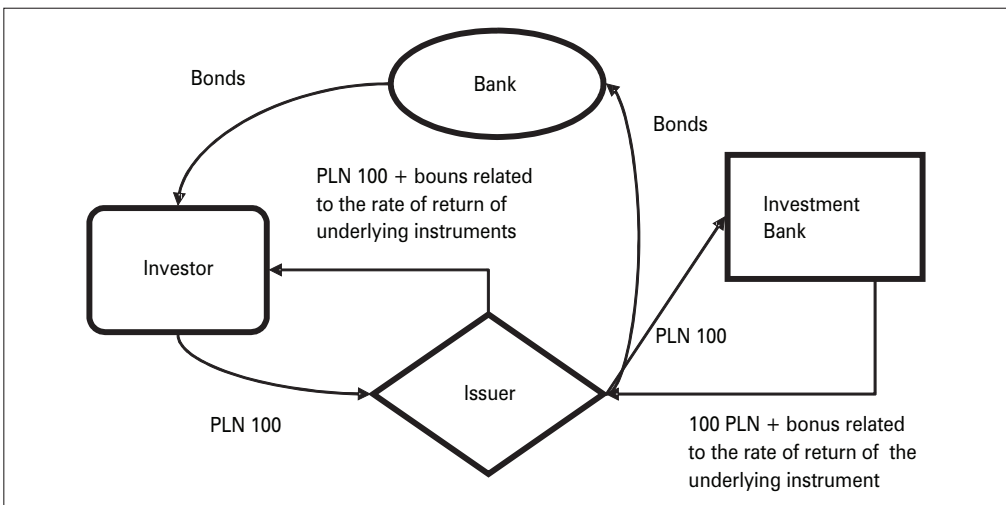 Bonds
Bank
Bonds
PLN 100 + bouns related
to the rate of return of
underlying instruments
Investment
Bank
Investor
PLN 100
Issuer
PLN 100
100 PLN + bonus related
to the rate of return of the
underlying instrument